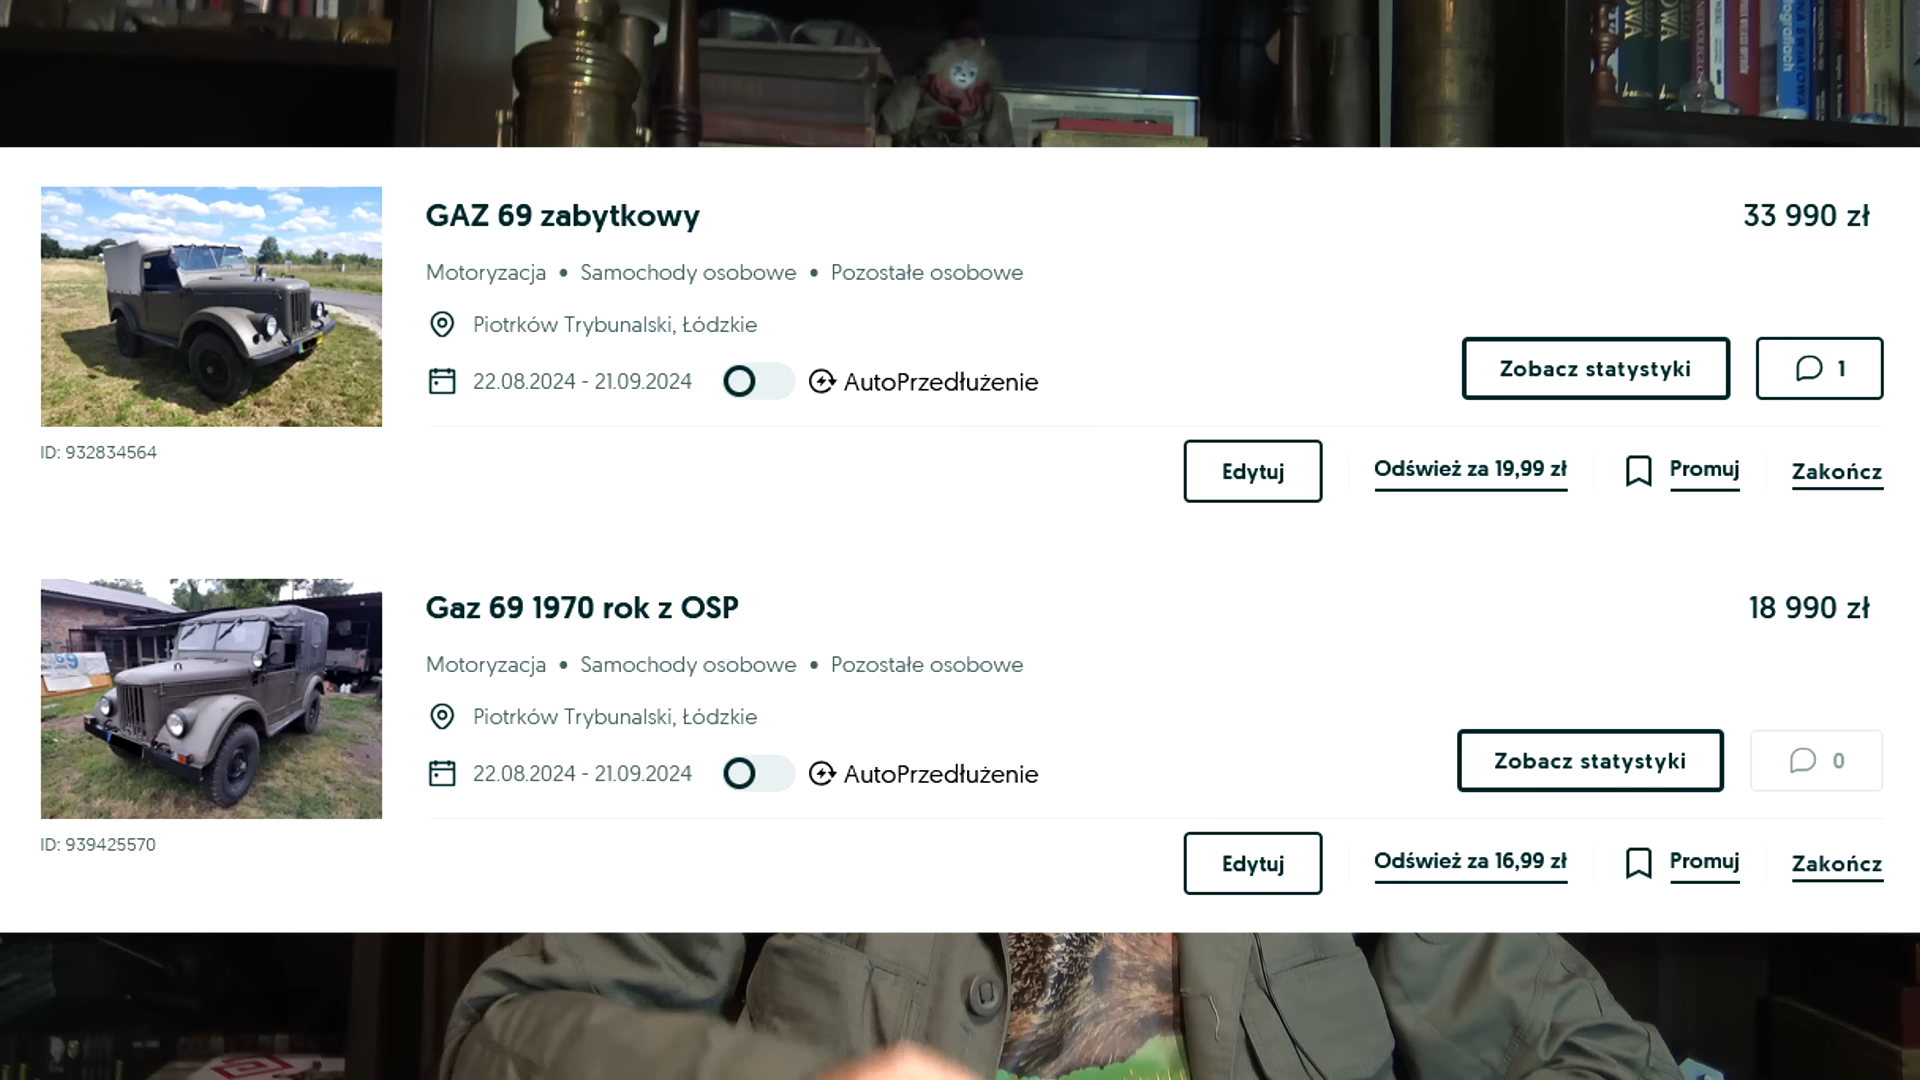 GAZ 69 zabytkowy
33 990 zł
Motoryzacja • Samochody osobowe • Pozostałe osobowe
Piotrków Trybunalski, Łódzkie
22.08.2024 - 21.09.2024
AutoPrzedłużenie
Zobacz statystyki
1
ID: 932834564
Edytuj
Odśwież za 19,99 zł
Promuj
Zakończ
Gaz 69 1970 rok z OSP
18 990 zł
Motoryzacja • Samochody osobowe • Pozostałe osobowe
Piotrków Trybunalski, Łódzkie
22.08.2024 - 21.09.2024
AutoPrzedłużenie
Zobacz statystyki
0
ID: 939425570
Edytuj
Odśwież za 16,99 zł
Promuj
Zakończ